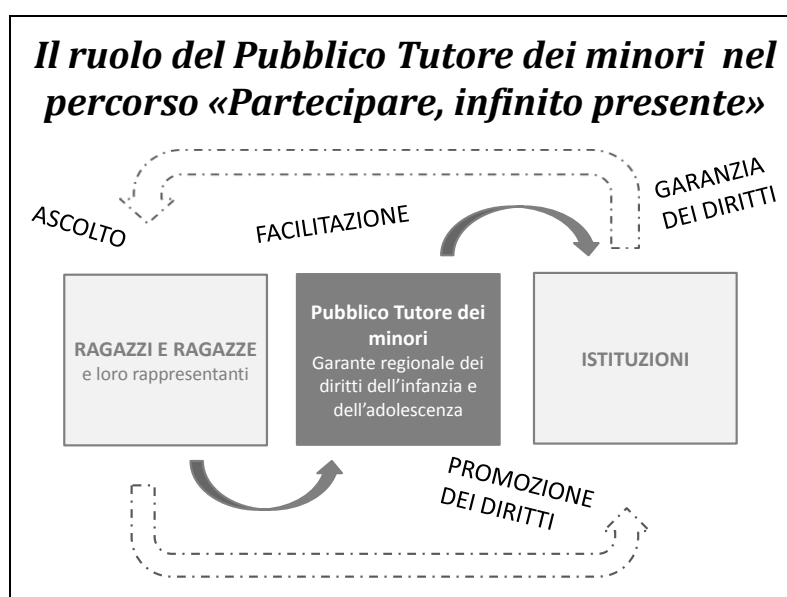 Il ruolo del Pubblico Tutore dei minori nel
percorso «Partecipare, infinito presente»
ASCOLTO
FACILITAZIONE
GARANZIA
DEI DIRITTI
RAGAZZI E RAGAZZE
e loro rappresentanti
Pubblico Tutore dei
minori
Garante regionale dei
diritti dell'infanzia e
dell'adolescenza
ISTITUZIONI
PROMOZIONE
DEI DIRITTI